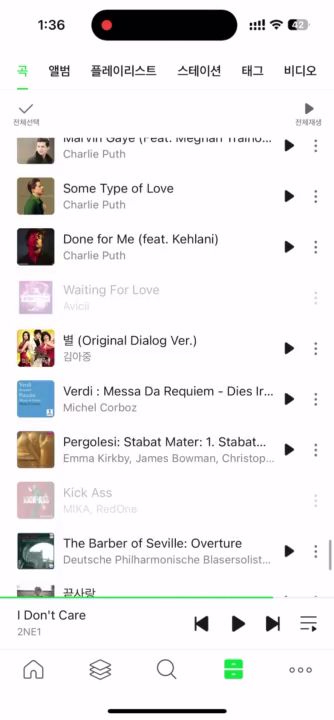 1:36
42
곡 앨범 플레이리스트 스테이션 태그 비디오
전체선택 전체재생
Marvin Gaye (Feat. Meghan Traino...
Charlie Puth
Some Type of Love
Charlie Puth
Done for Me (feat. Kehlani)
Charlie Puth
Waiting For Love
Avicii
별 (Original Dialog Ver.)
김아중
Verdi : Messa Da Requiem - Dies Ir...
Michel Corboz
Pergolesi: Stabat Mater: 1. Stabat...
Emma Kirkby, James Bowman, Christop...
Kick Ass
MIKA, RedOne
The Barber of Seville: Overture
Deutsche Philharmonische Blasersolist...
끝사랑
I Don't Care
2NE1